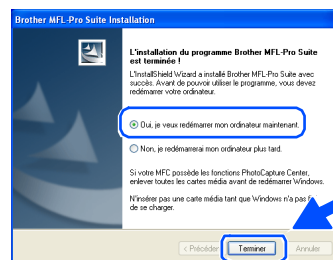 Brother MFL-Pro Suite Installation
L'installation du programme Brother MFL-Pro Suite
est terminée !
L'InstallShield Wizard a installé Brother MFL-Pro Suite avec
succès. Avant de pouvoir utiliser le programme, vous devez
redémarrer votre ordinateur.
Oui, je veux redémarrer mon ordinateur maintenant.
Non, je redémarrerai mon ordinateur plus tard.
Si votre MFC possède les fonctions PhotoCapture Center,
enlever toutes les cartes média avant de redémarrer Windows.
N'insérer pas une carte média tant que Windows n'a pas
de se charger.
< Précédent
Terminer
Annuler